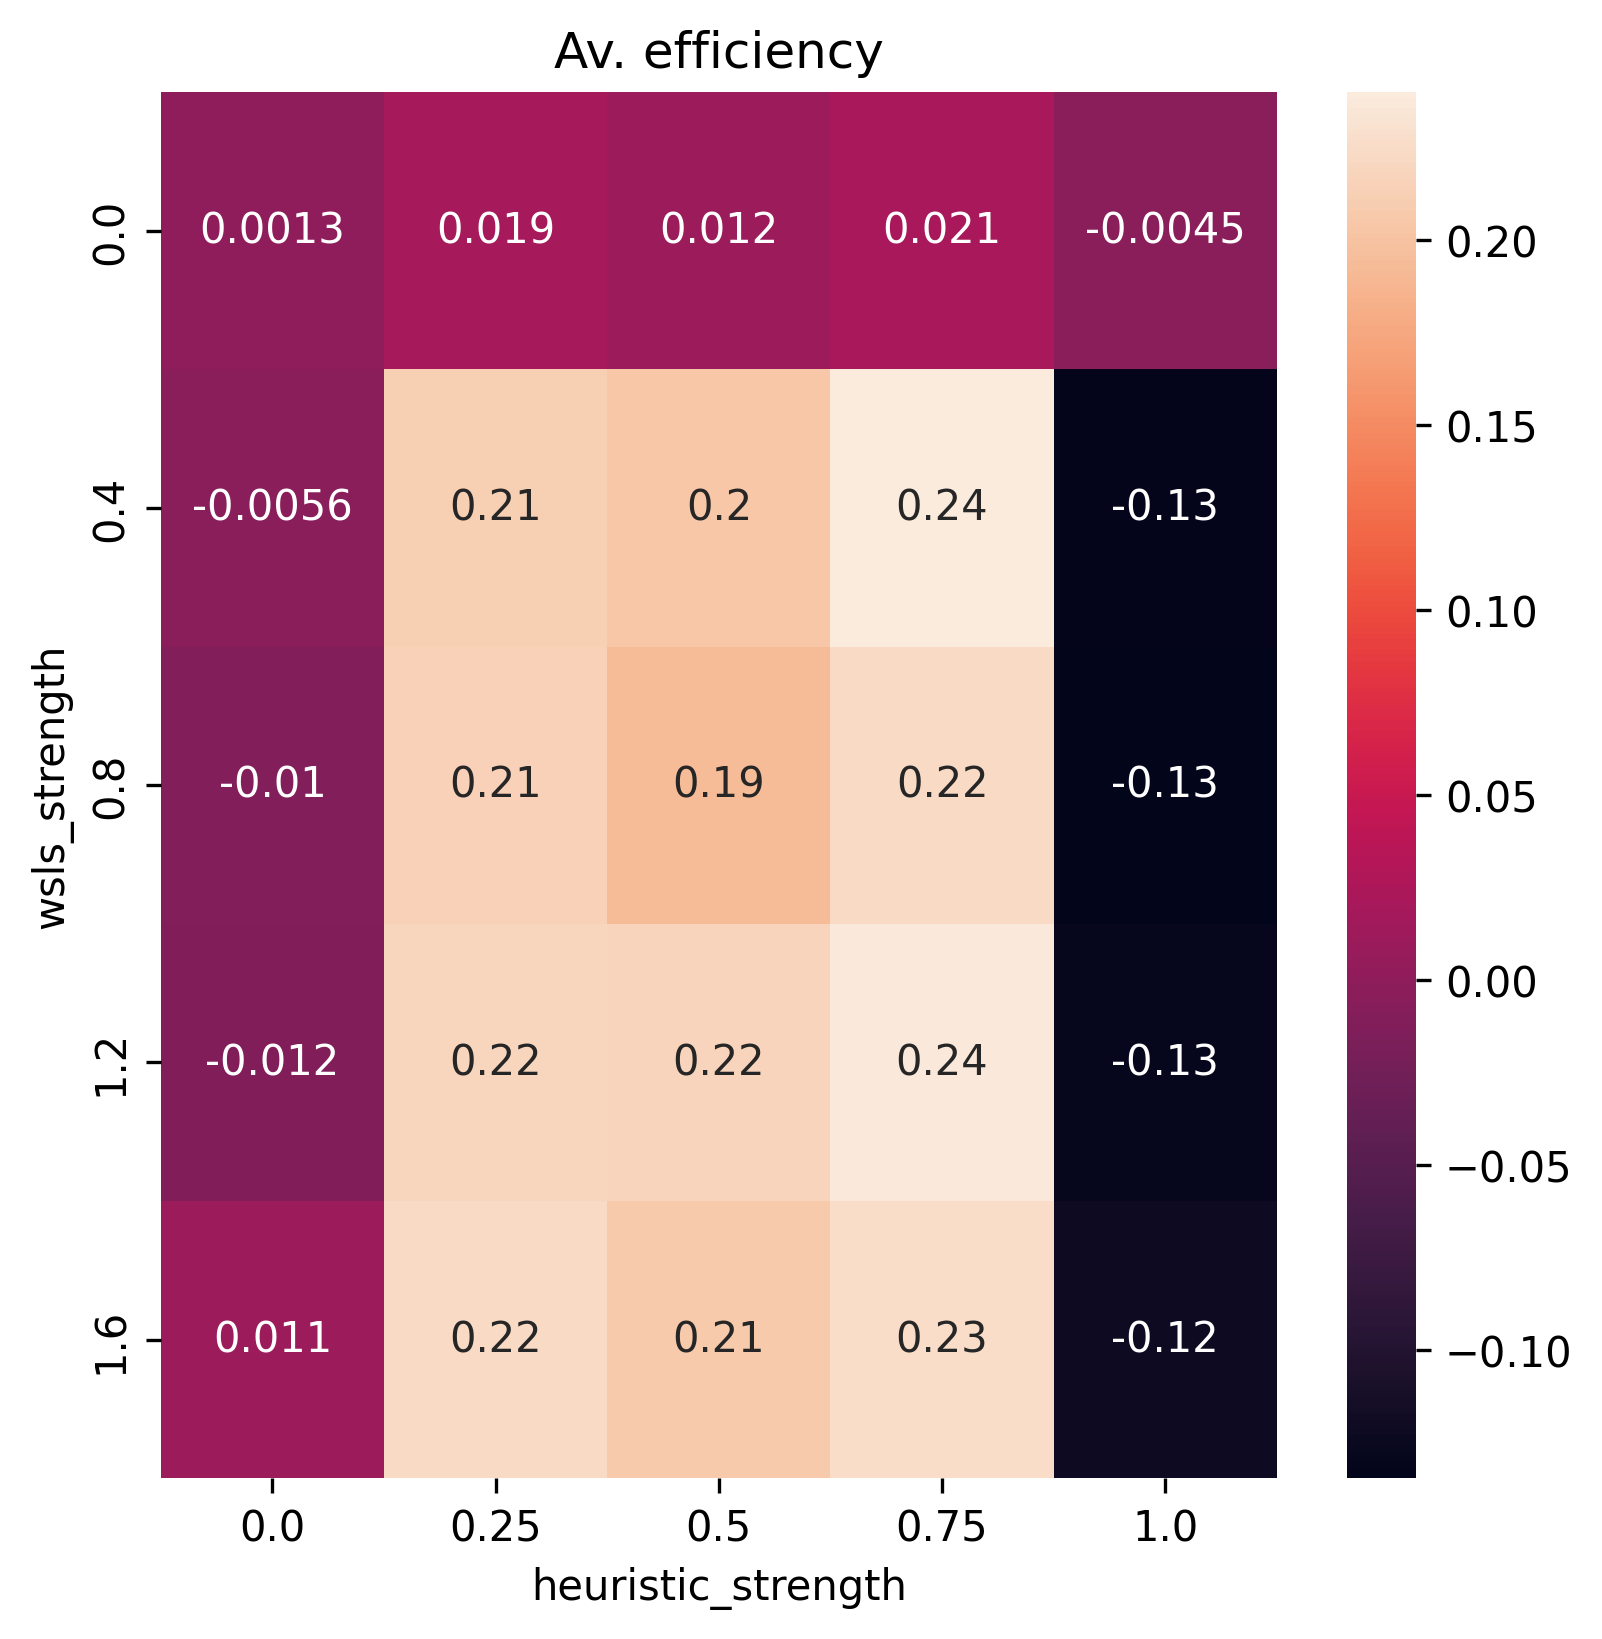 Av. efficiency
0.0 0.0013 0.019 0.012 0.021 -0.0045
0.4 -0.0056 0.21 0.2 0.24 -0.13
0.8 -0.01 0.21 0.19 0.22 -0.13
1.2 -0.012 0.22 0.22 0.24 -0.13
1.6 0.011 0.22 0.21 0.23 -0.12
wsls_strength
0.0 0.25 0.5 0.75 1.0
heuristic_strength
0.20
0.15
0.10
0.05
0.00
−0.05
−0.10